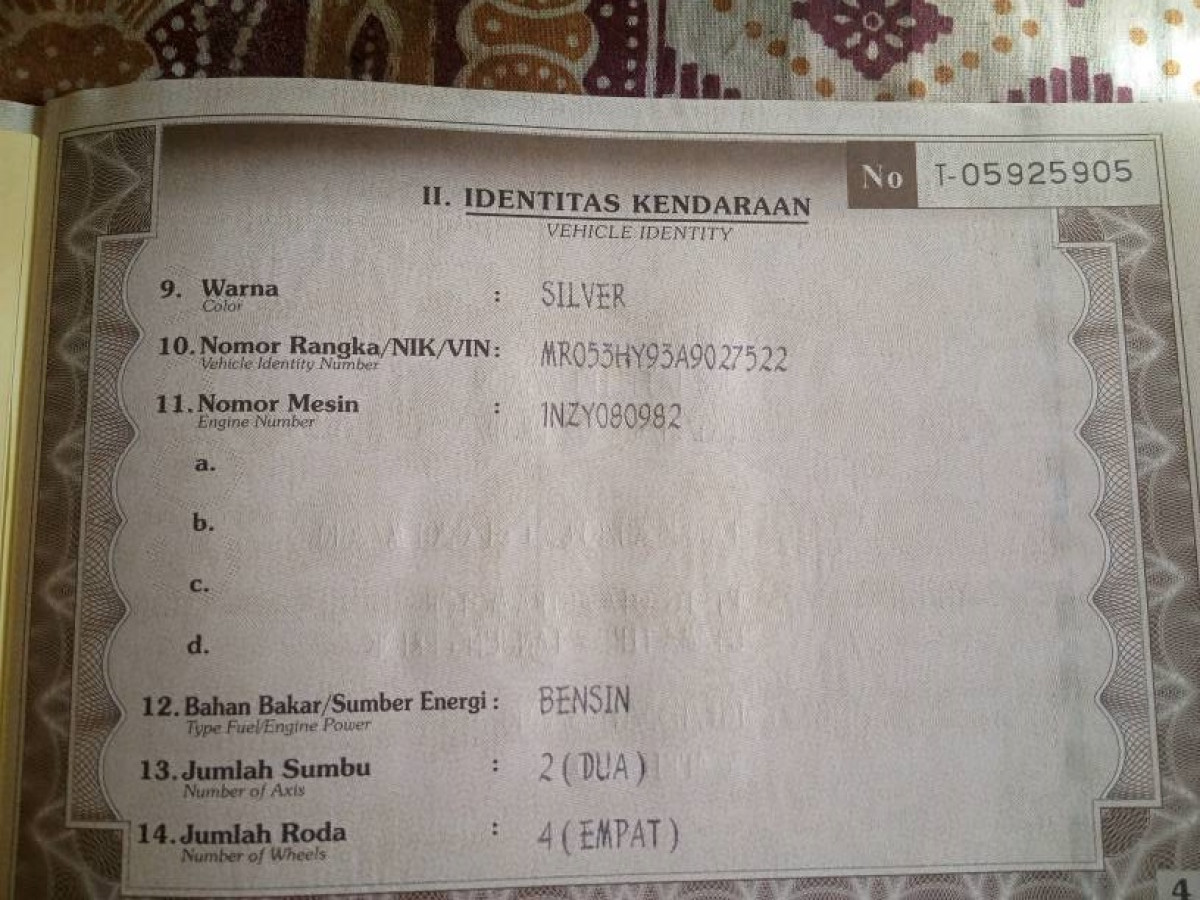 No T-05925905
II. IDENTITAS KENDARAAN
VEHICLE IDENTITY
9. Warna : SILVER
Color
10. Nomor Rangka/NIK/VIN: MR053HY93A9027522
Vehicle Identity Number
11. Nomor Mesin : 1NZY080982
Engine Number
a.
b.
c.
d.
12. Bahan Bakar/Sumber Energi : BENSIN
Type Fuel/Engine Power
13. Jumlah Sumbu : 2 (DUA)
Number of Axis
14. Jumlah Roda : 4 (EMPAT)
Number of Wheels
4